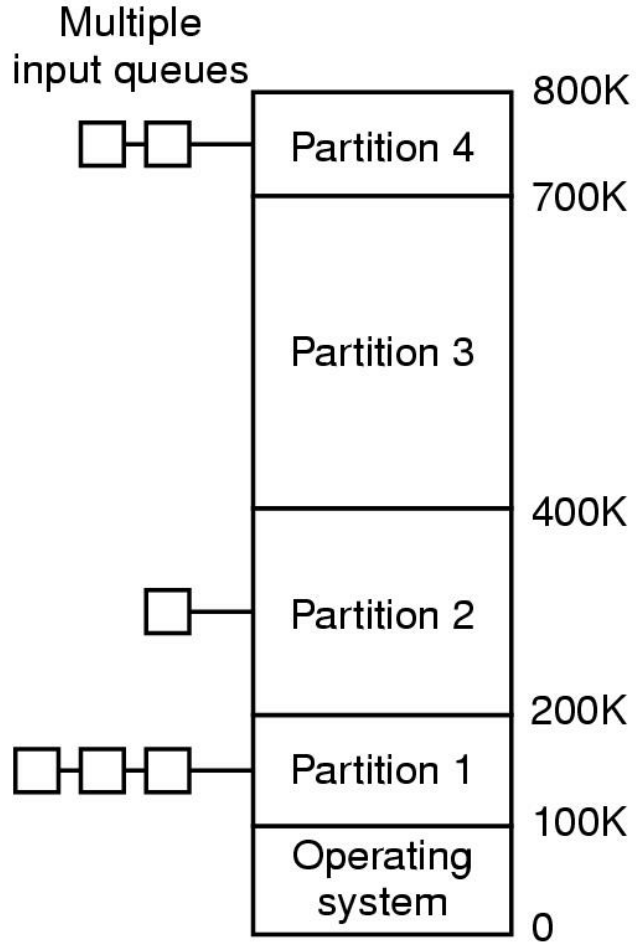 Multiple
input queues
800K
Partition 4
700K
Partition 3
400K
Partition 2
200K
Partition 1
100K
Operating
system
0